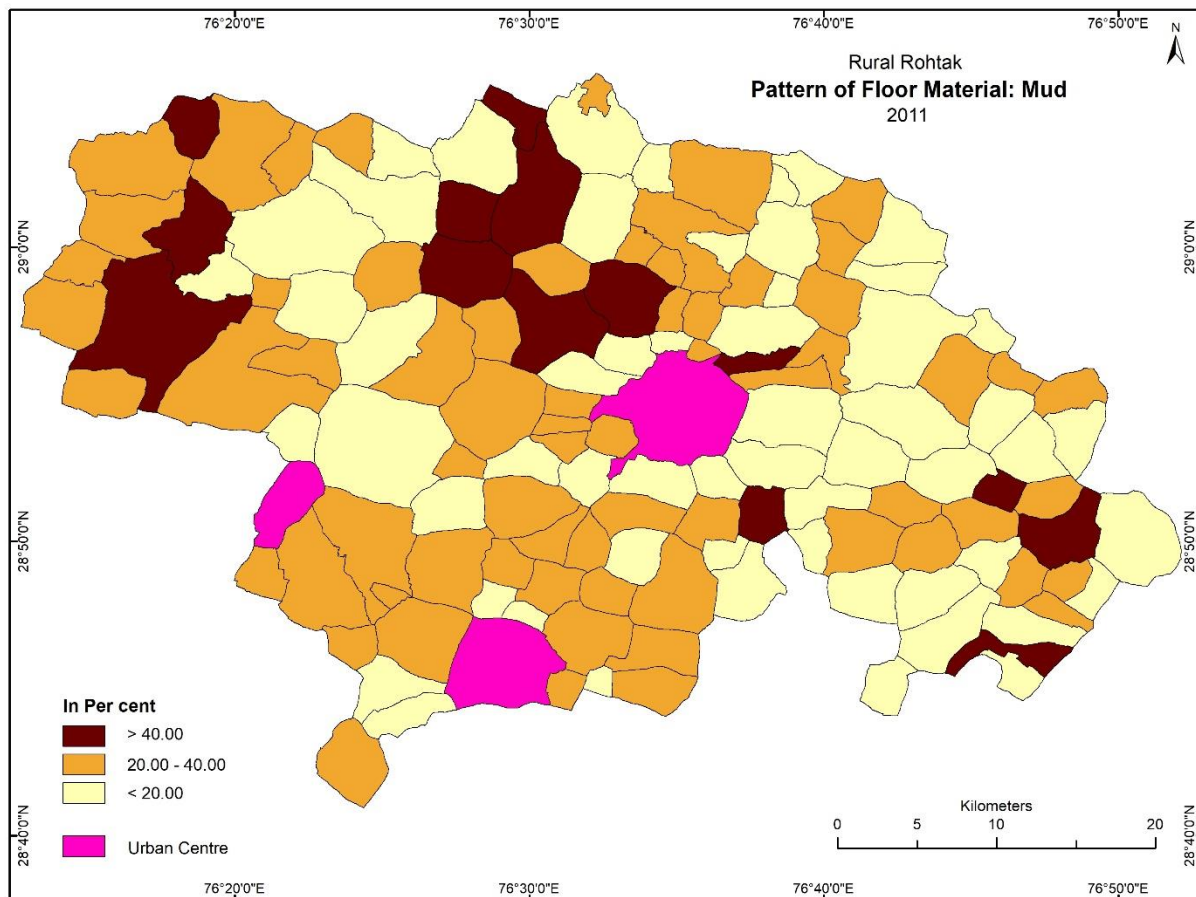 76°20'0"E 76°30'0"E 76°40'0"E 76°50'0"E
N
Rural Rohtak
Pattern of Floor Material: Mud
2011
29°0'0"N 29°0'0"N
28°50'0"N 28°50'0"N
In Per cent
> 40.00
20.00 - 40.00
< 20.00
Urban Centre
Kilometers
0 5 10 20
28°40'0"N 28°40'0"N
76°20'0"E 76°30'0"E 76°40'0"E 76°50'0"E